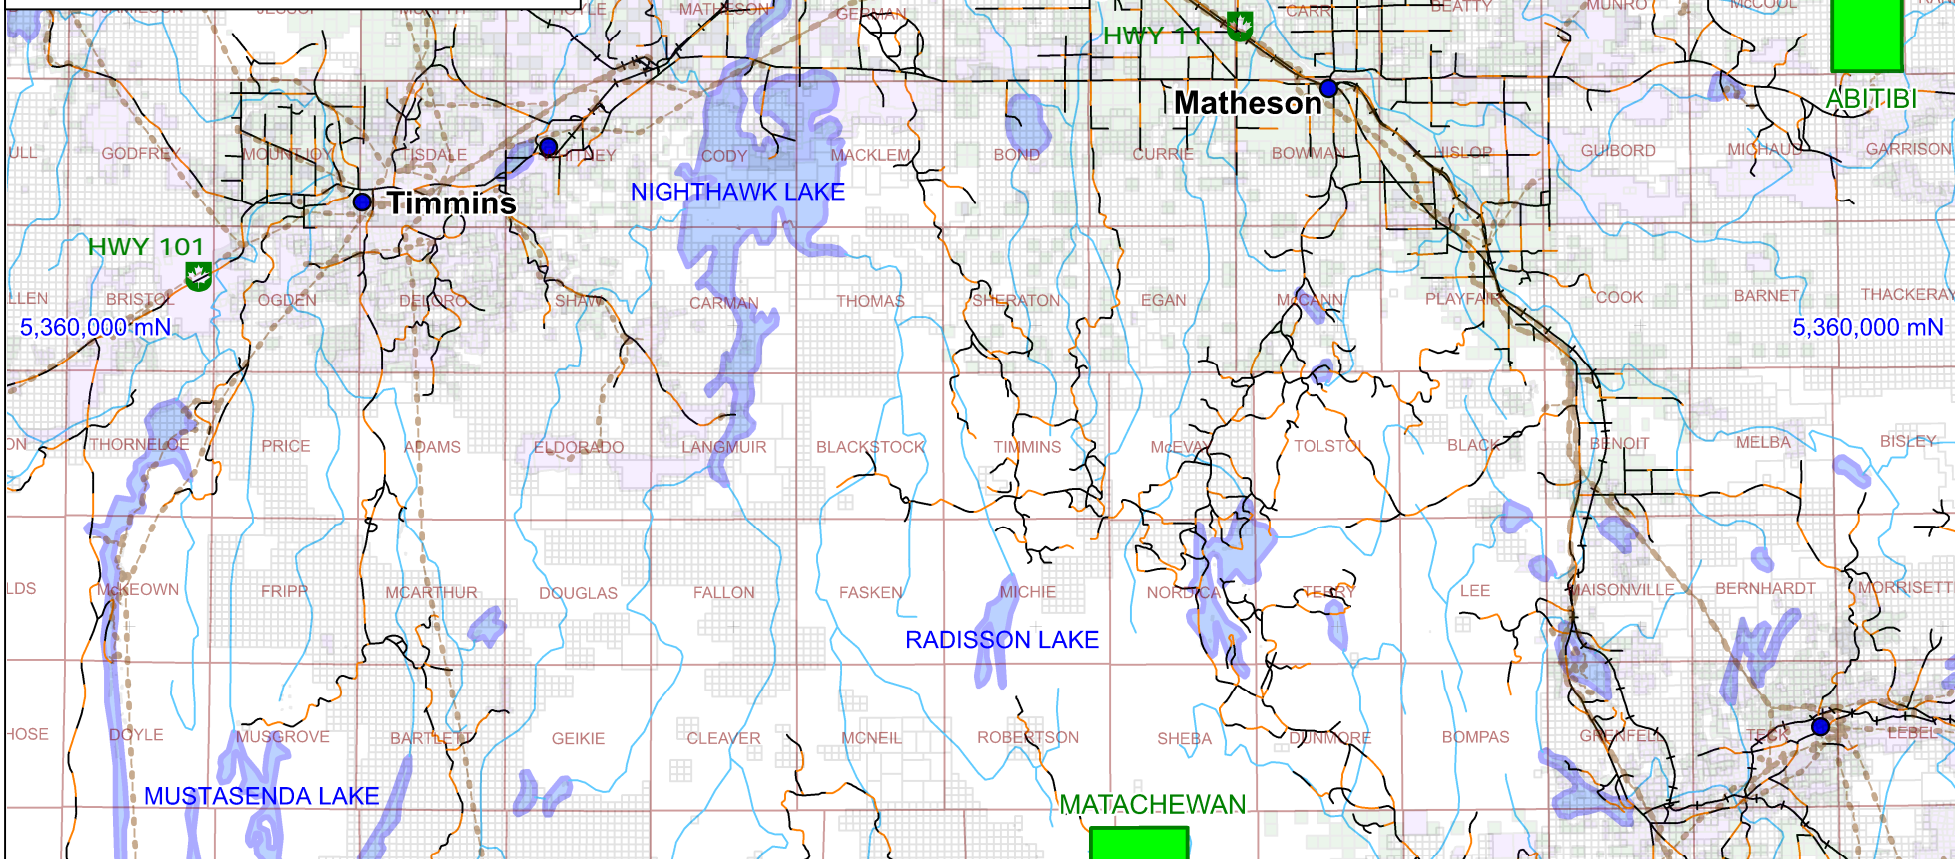 MATHESON
GERMAN
CARR
BEATTY
MUNRO
McCOOL
HWY 11
Matheson
ABITIBI
GODFREY
MOUNTJOY
TISDALE
WHITNEY
CODY
MACKLEM
BOND
CURRIE
BOWMAN
HISLOP
GUIBORD
MICHAUD
GARRISON
NIGHTHAWK LAKE
Timmins
HWY 101
BRISTOL
OGDEN
DELORO
SHAW
CARMAN
THOMAS
SHERATON
EGAN
McCANN
PLAYFAIR
COOK
BARNET
THACKERAY
5,360,000 mN
5,360,000 mN
THORNELOE
PRICE
ADAMS
ELDORADO
LANGMUIR
BLACKSTOCK
TIMMINS
McEVAY
TOLSTOI
BLACK
BENOIT
MELBA
BISLEY
LDS
McKEOWN
FRIPP
MCARTHUR
DOUGLAS
FALLON
FASKEN
MICHIE
NORDICA
TERRY
LEE
MAISONVILLE
BERNHARDT
MORRISETT
RADISSON LAKE
HOSE
DOYLE
MUSGROVE
BARTLETT
GEIKIE
CLEAVER
MCNEIL
ROBERTSON
SHEBA
DUNMORE
BOMPAS
GRENFELL
TECK
LEBEL
MUSTASENDA LAKE
MATACHEWAN